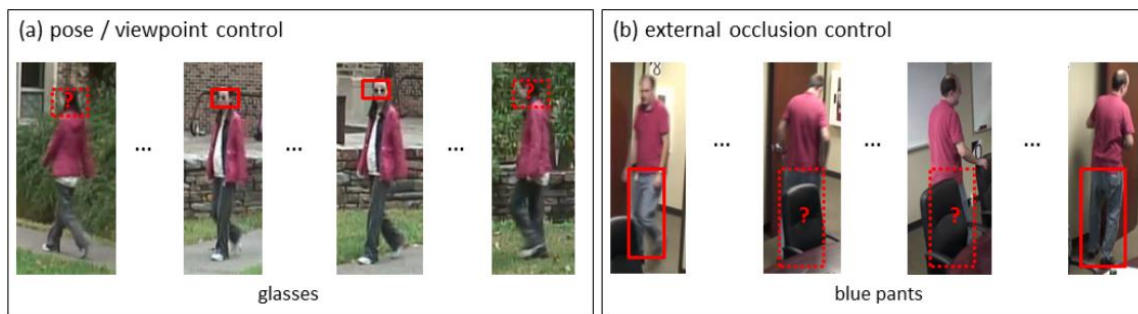 (a) pose / viewpoint control
?
...
...
...
?
glasses
(b) external occlusion control
...
?
...
?
...
blue pants